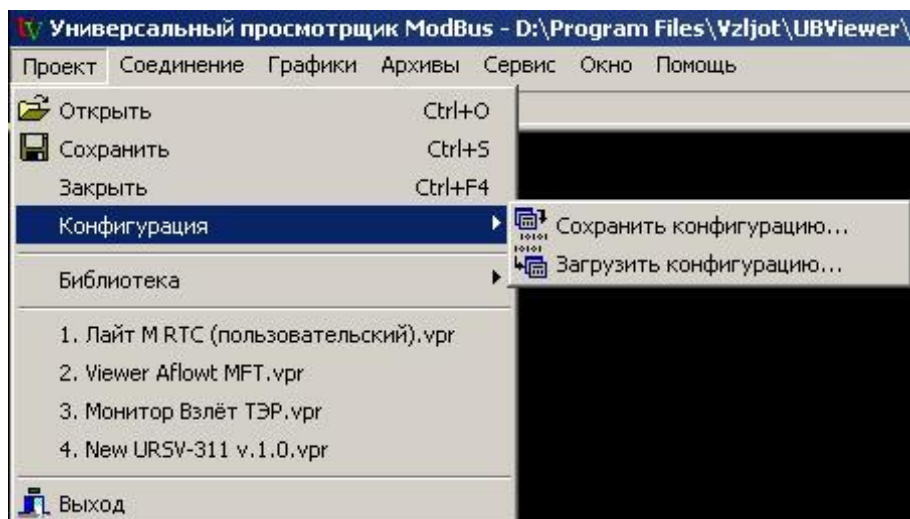 Универсальный просмотрщик ModBus - D:\Program Files\Vzljot\UBViewer\
Проект Соединение Графики Архивы Сервис Окно Помощь
Открыть Ctrl+O
Сохранить Ctrl+S
Закрыть Ctrl+F4
Конфигурация
Сохранить конфигурацию...
Загрузить конфигурацию...
Библиотека
1. Лайт M RTC (пользовательский).vpr
2. Viewer Aflowt MFT.vpr
3. Монитор Взлёт ТЭР.vpr
4. New URSV-311 v.1.0.vpr
Выход